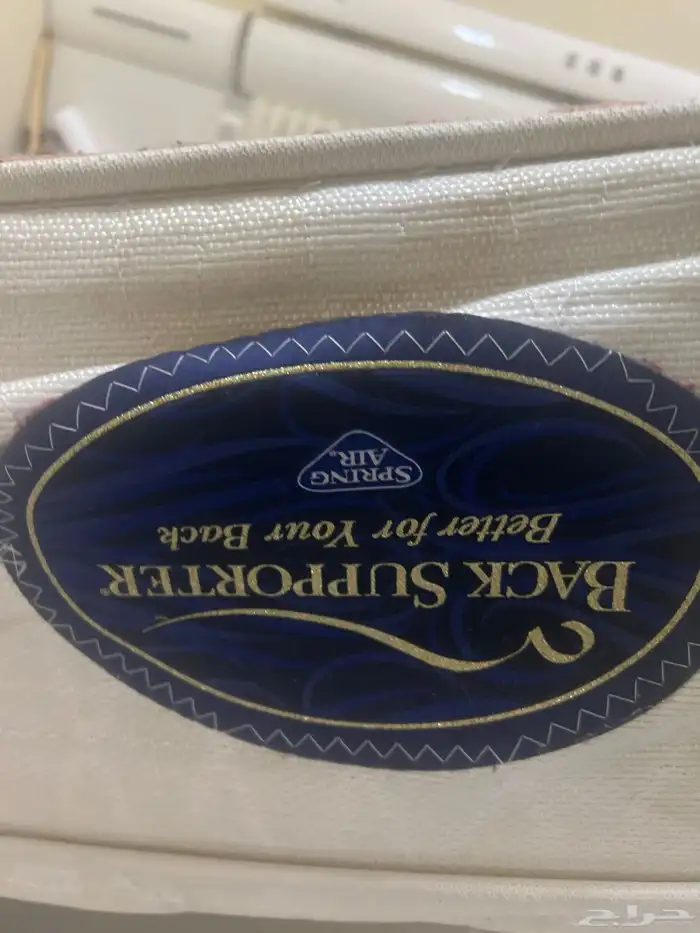 BACK SUPPORTER®
Better for Your Back
SPRING
AIR®
حراج